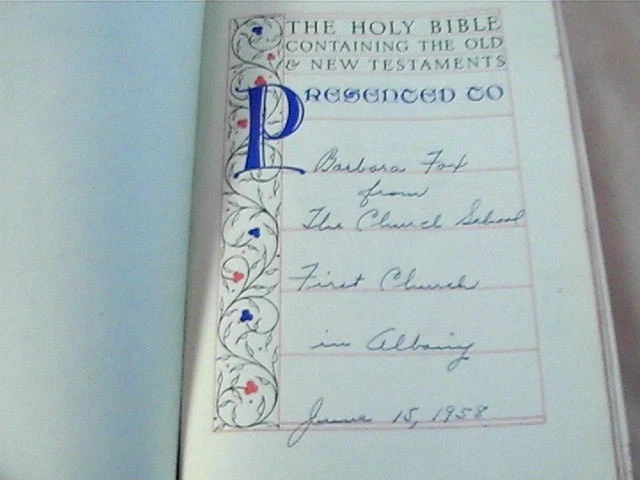 THE HOLY BIBLE
CONTAINING THE OLD
& NEW TESTAMENTS
PRESENTED TO
Barbara Fox
from
The Church School
First Church
in Albany
June 15, 1958